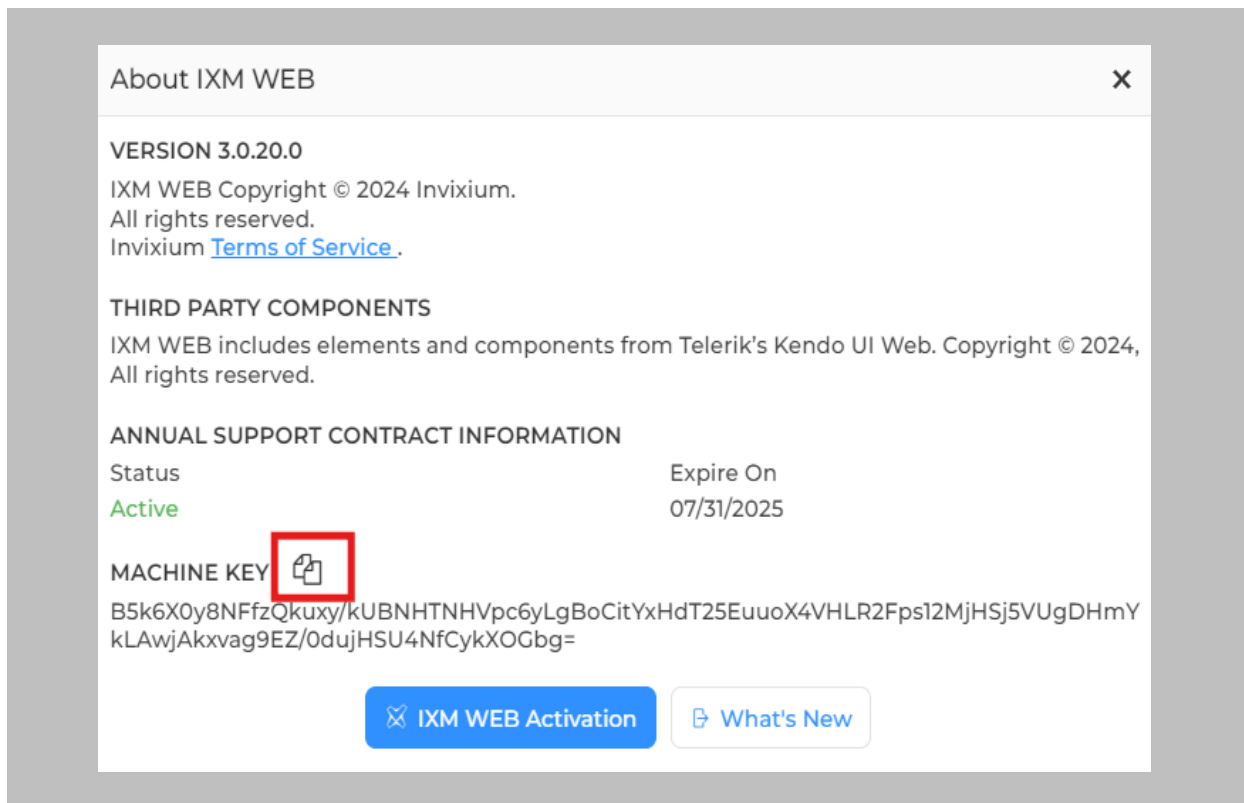 About IXM WEB
VERSION 3.0.20.0
IXM WEB Copyright © 2024 Invixium.
All rights reserved.
Invixium Terms of Service .
THIRD PARTY COMPONENTS
IXM WEB includes elements and components from Telerik's Kendo UI Web. Copyright © 2024,
All rights reserved.
ANNUAL SUPPORT CONTRACT INFORMATION
Status Expire On
Active 07/31/2025
MACHINE KEY
B5k6X0y8NFfzQkuxy/kUBNHTNHVpc6yLgBoCitYxHdT25EuuoX4VHLR2Fps12MjHSj5VUgDHmY
kLAwjAkxvag9EZ/0dujHSU4NfCykXOGbg=
IXM WEB Activation What's New